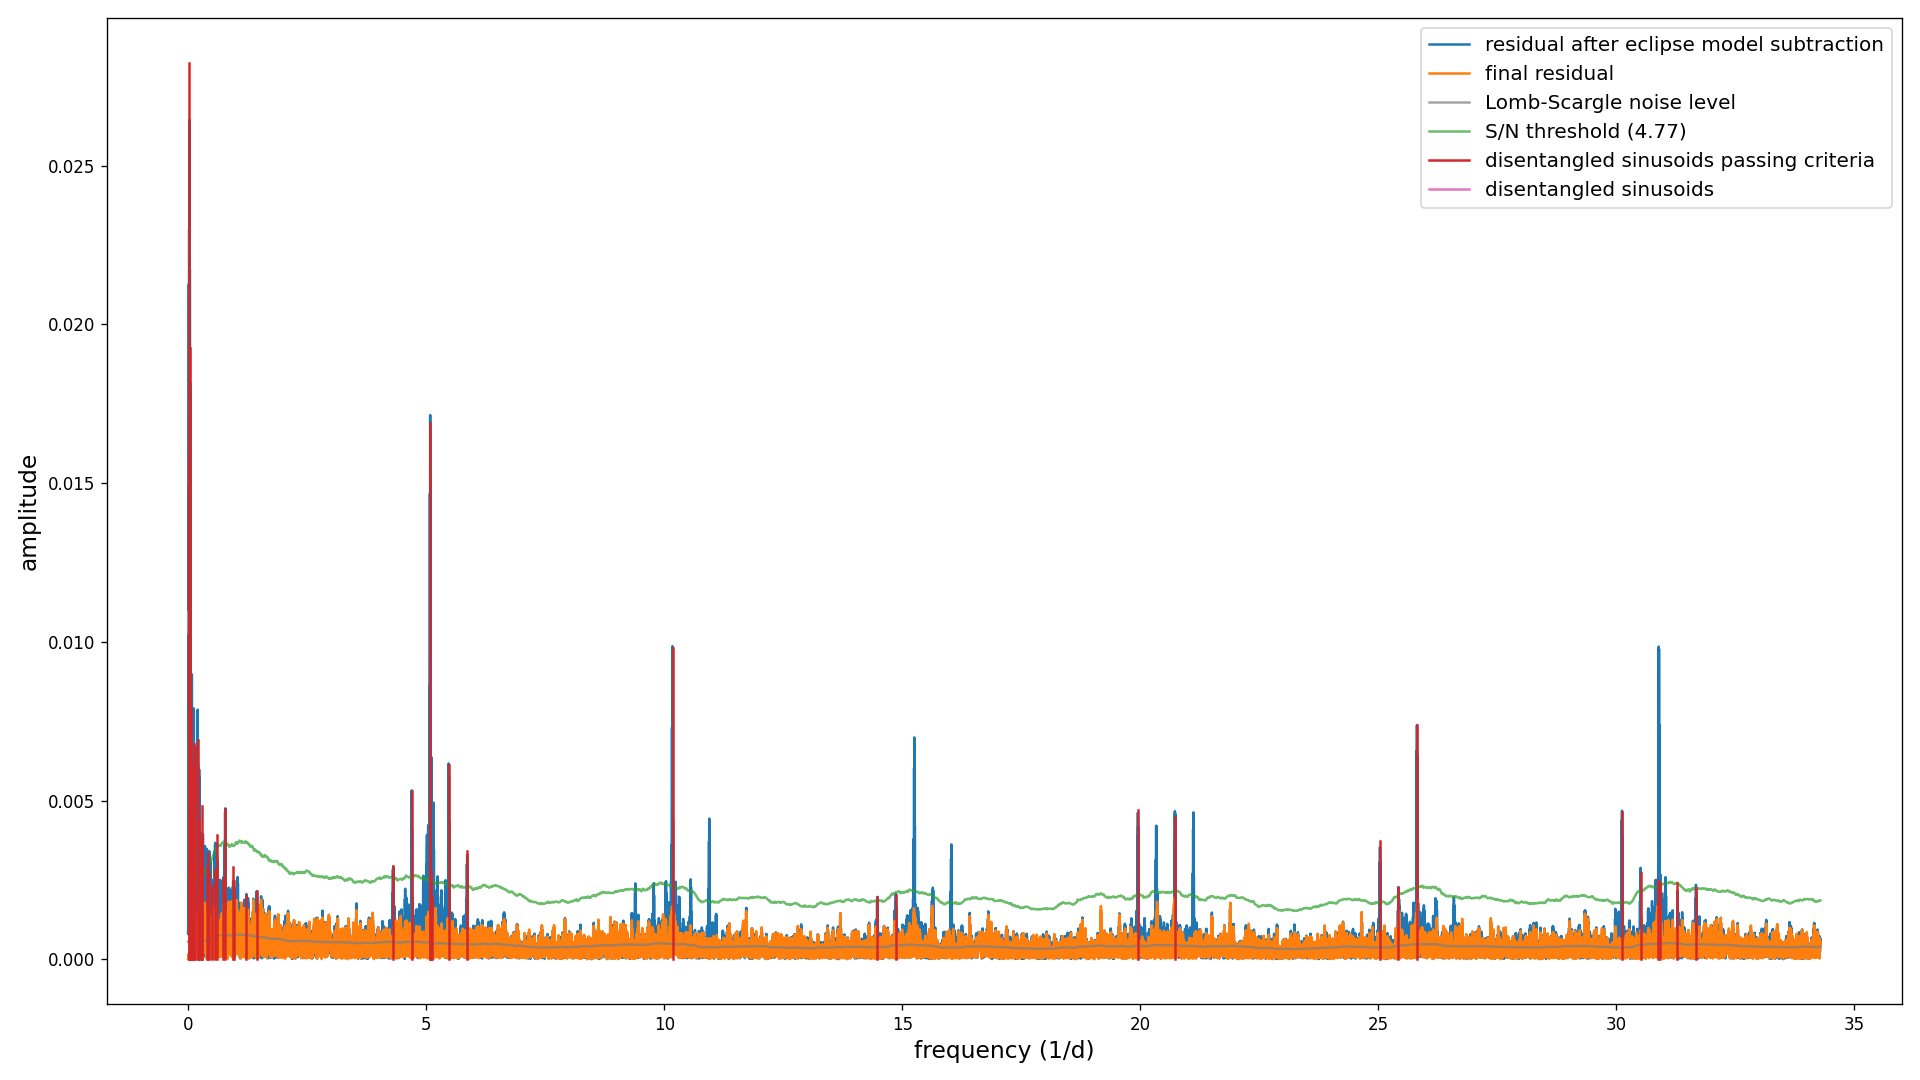 residual after eclipse model subtraction
final residual
Lomb-Scargle noise level
S/N threshold (4.77)
disentangled sinusoids passing criteria
disentangled sinusoids
0.025
0.020
0.015
0.010
0.005
0.000
amplitude
0 5 10 15 20 25 30 35
frequency (1/d)